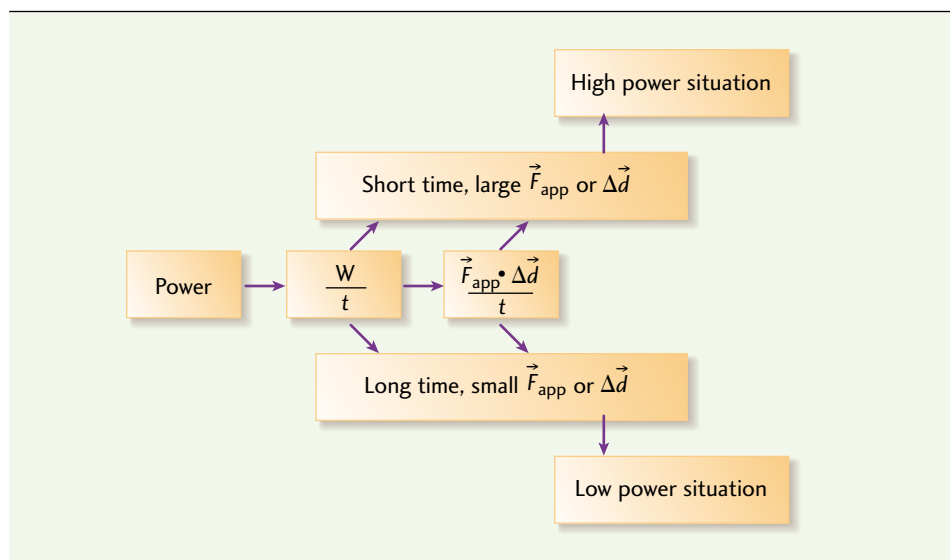 High power situation
Short time, large F⃗app or Δd⃗
Power
W
t
F⃗app • Δd⃗
t
Long time, small F⃗app or Δd⃗
Low power situation